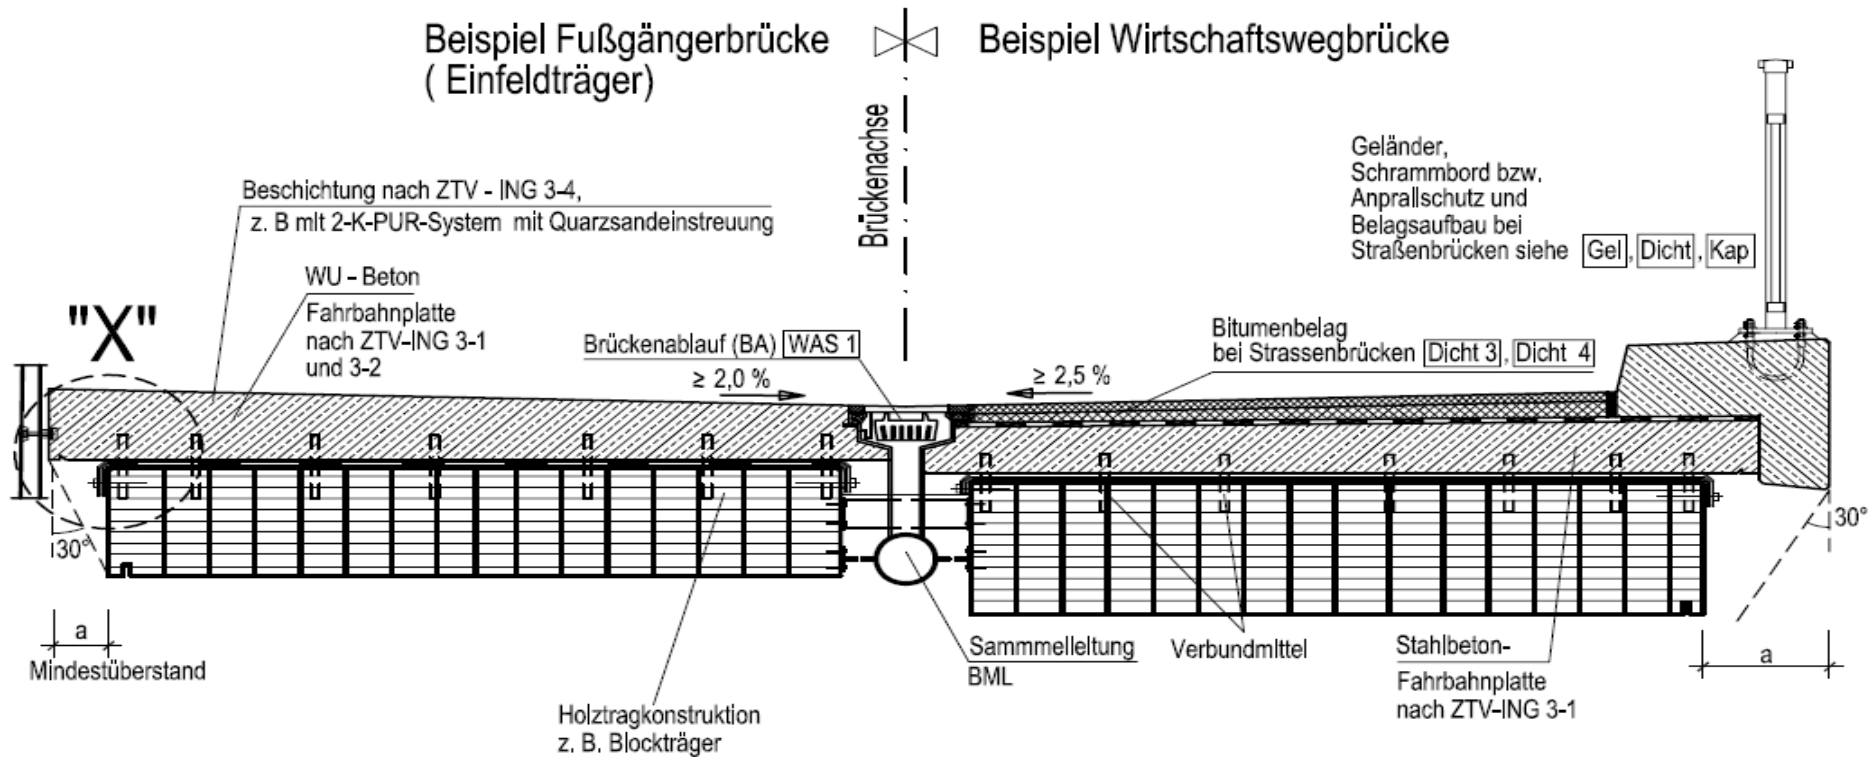 Beispiel Fußgängerbrücke
( Einfeldträger)
Beispiel Wirtschaftswegbrücke
Brückenachse
Geländer,
Schrammbord bzw.
Anprallschutz und
Belagsaufbau bei
Straßenbrücken siehe Gel, Dicht, Kap
Beschichtung nach ZTV - ING 3-4,
z. B mIt 2-K-PUR-System mit Quarzsandeinstreuung
WU - Beton
Fahrbahnplatte
nach ZTV-ING 3-1
und 3-2
"X"
Brückenablauf (BA) WAS 1
≥ 2,0 %
≥ 2,5 %
Bitumenbelag
bei Strassenbrücken Dicht 3, Dicht 4
30°
30°
a
Mindestüberstand
Holztragkonstruktion
z. B. Blockträger
SammmelleItung
BML
VerbundmIttel
Stahlbeton-
Fahrbahnplatte
nach ZTV-ING 3-1
a